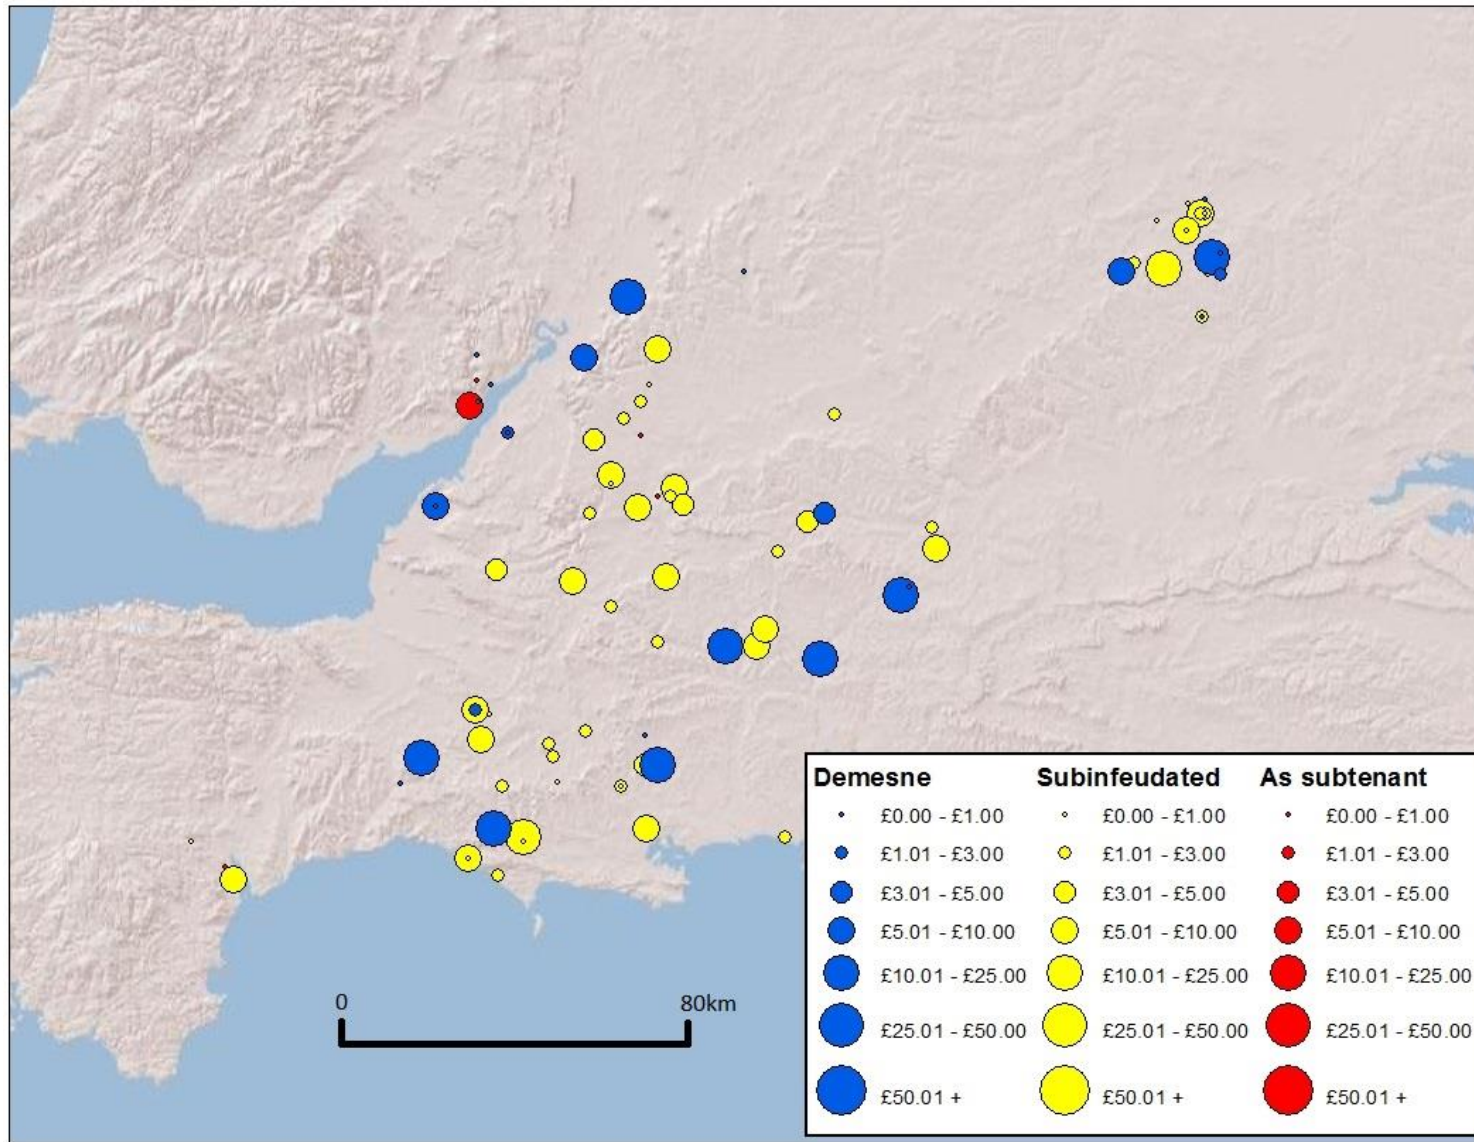 0 80km
Demesne Subinfeudated As subtenant
£0.00 - £1.00 £0.00 - £1.00 £0.00 - £1.00
£1.01 - £3.00 £1.01 - £3.00 £1.01 - £3.00
£3.01 - £5.00 £3.01 - £5.00 £3.01 - £5.00
£5.01 - £10.00 £5.01 - £10.00 £5.01 - £10.00
£10.01 - £25.00 £10.01 - £25.00 £10.01 - £25.00
£25.01 - £50.00 £25.01 - £50.00 £25.01 - £50.00
£50.01 + £50.01 + £50.01 +